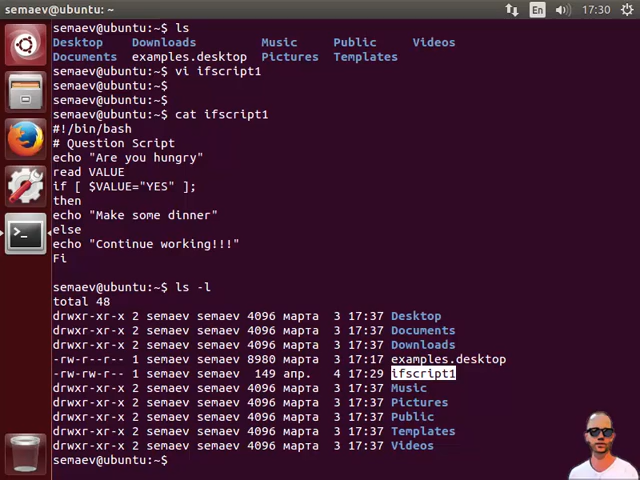 semaev@ubuntu: ~
En
17:30
semaev@ubuntu:~$ ls
Desktop Downloads Music Public Videos
Documents examples.desktop Pictures Templates
semaev@ubuntu:~$ vi ifscript1
semaev@ubuntu:~$
semaev@ubuntu:~$
semaev@ubuntu:~$ cat ifscript1
#!/bin/bash
# Question Script
echo "Are you hungry"
read VALUE
if [ $VALUE="YES" ];
then
echo "Make some dinner"
else
echo "Continue working!!!"
Fi
semaev@ubuntu:~$ ls -l
total 48
drwxr-xr-x 2 semaev semaev 4096 марта 3 17:37 Desktop
drwxr-xr-x 2 semaev semaev 4096 марта 3 17:37 Documents
drwxr-xr-x 2 semaev semaev 4096 марта 3 17:37 Downloads
-rw-r--r-- 1 semaev semaev 8980 марта 3 17:17 examples.desktop
-rw-rw-r-- 1 semaev semaev 149 апр. 4 17:29 ifscript1
drwxr-xr-x 2 semaev semaev 4096 марта 3 17:37 Music
drwxr-xr-x 2 semaev semaev 4096 марта 3 17:37 Pictures
drwxr-xr-x 2 semaev semaev 4096 марта 3 17:37 Public
drwxr-xr-x 2 semaev semaev 4096 марта 3 17:37 Templates
drwxr-xr-x 2 semaev semaev 4096 марта 3 17:37 Videos
semaev@ubuntu:~$